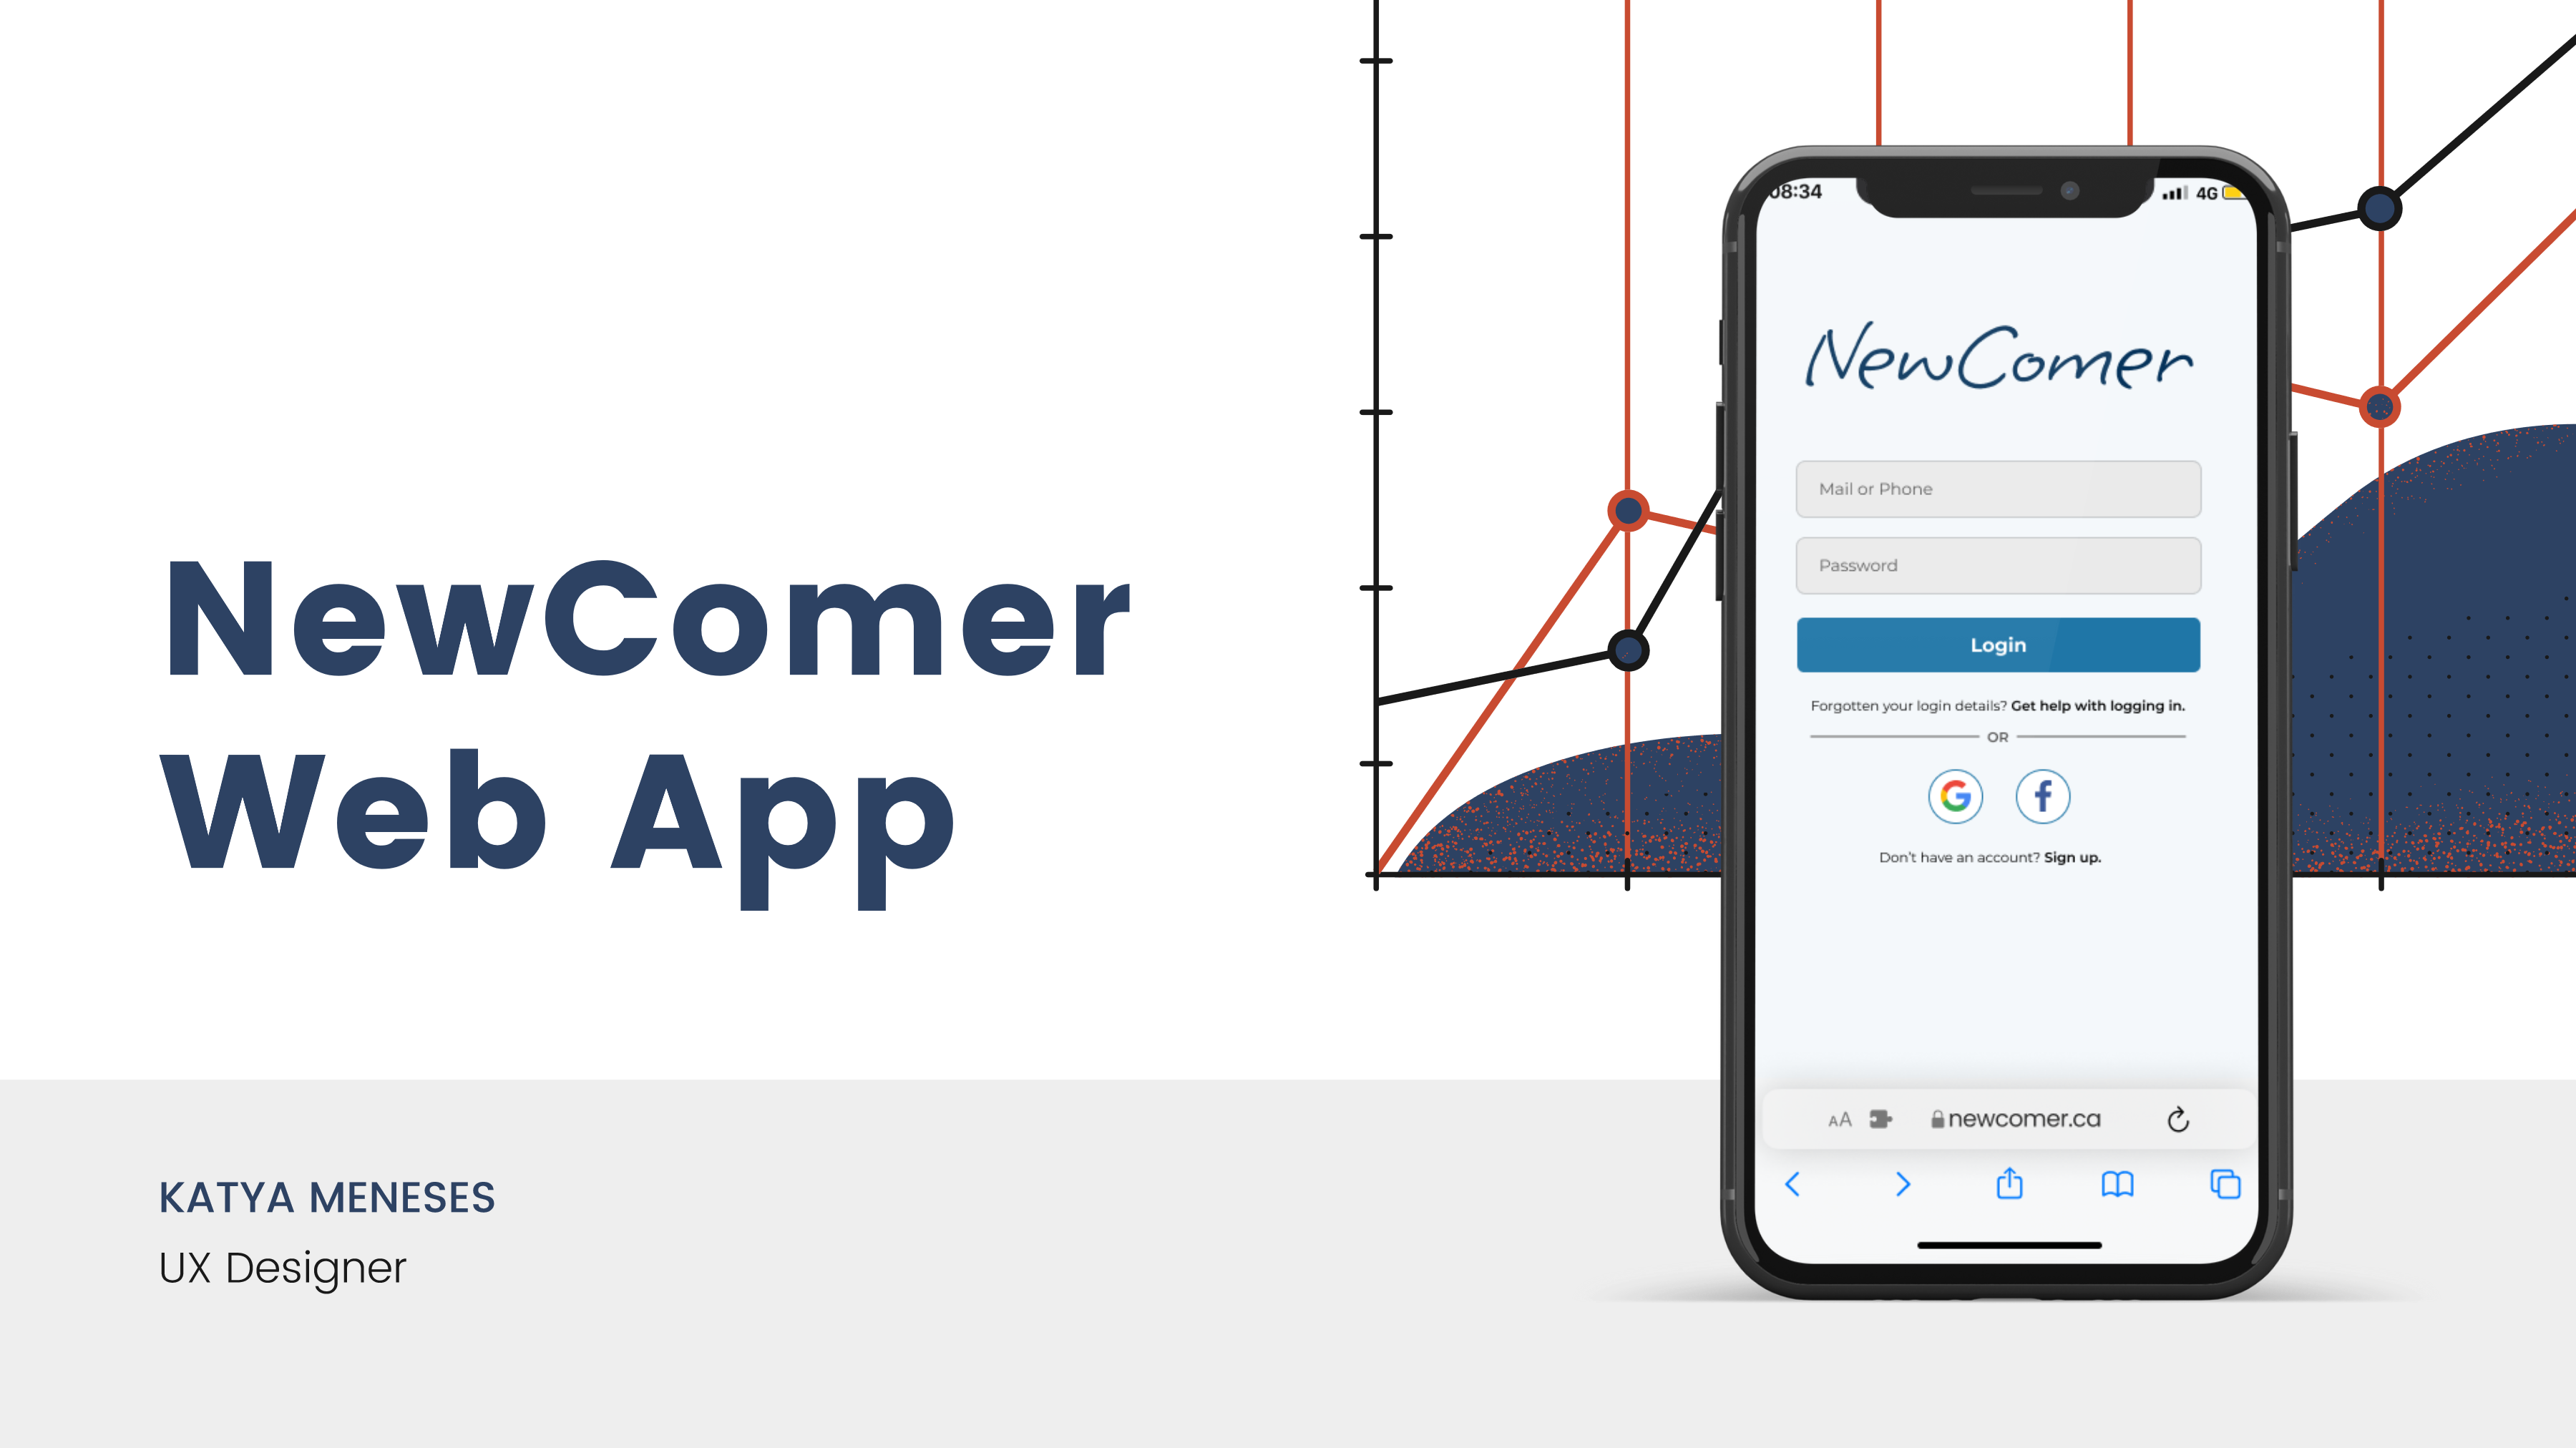 NewComer
Web App
KATYA MENESES
UX Designer
08:34
4G
NewComer
Mail or Phone
Password
Login
Forgotten your login details? Get help with logging in.
OR
G f
Don't have an account? Sign up.
AA newcomer.ca